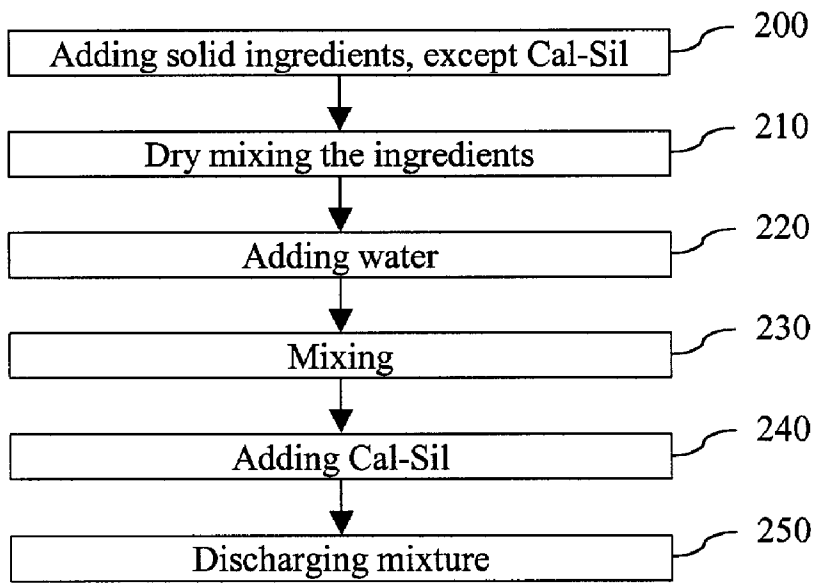 200
Adding solid ingredients, except Cal-Sil
210
Dry mixing the ingredients
220
Adding water
230
Mixing
240
Adding Cal-Sil
250
Discharging mixture